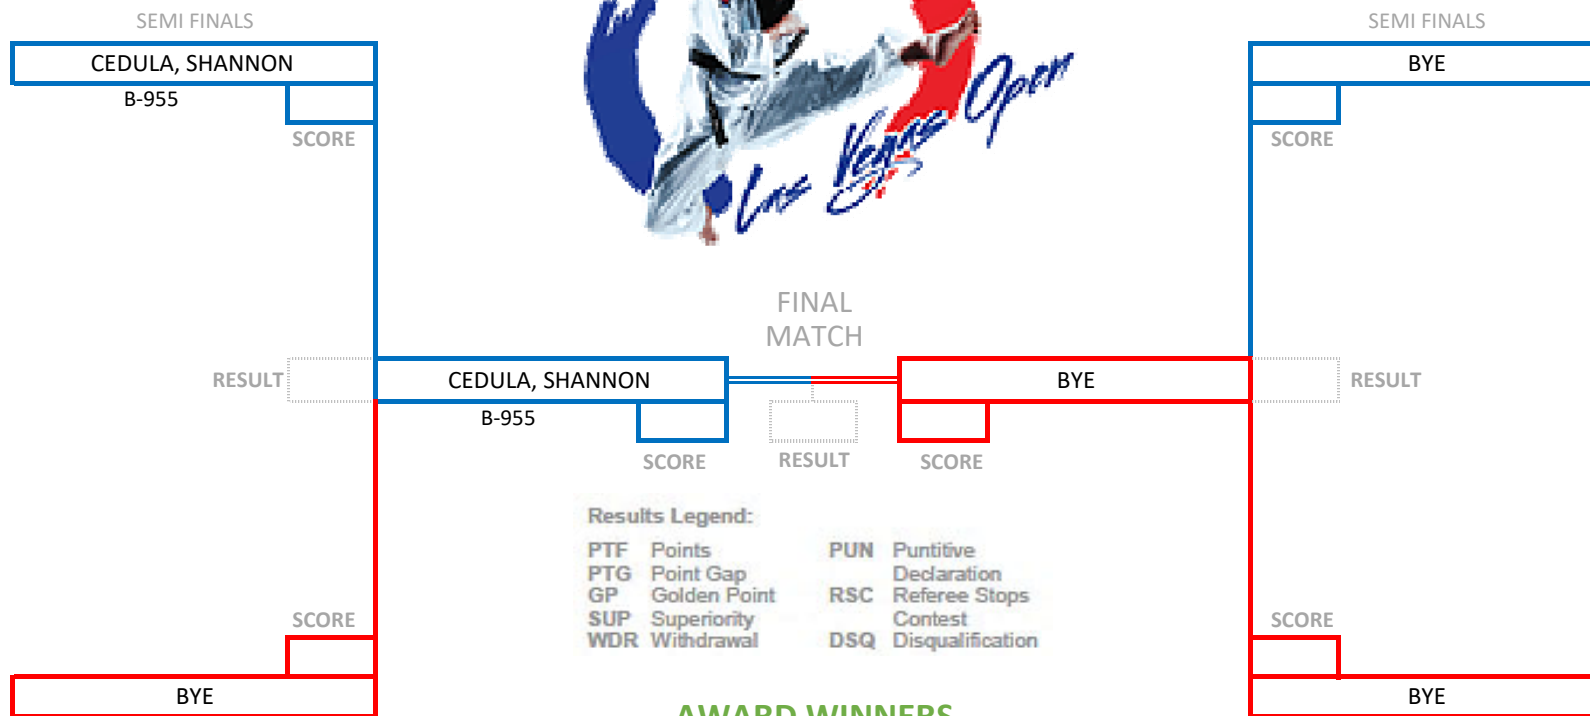 SEMI FINALS
SEMI FINALS
CEDULA, SHANNON
BYE
B-955
SCORE
SCORE
Las Vegas Open
FINAL
MATCH
RESULT
CEDULA, SHANNON
BYE
RESULT
B-955
SCORE
RESULT
SCORE
Results Legend:
PTF Points
PTG Point Gap
GP Golden Point
SUP Superiority
WDR Withdrawal
PUN Puntitive
Declaration
RSC Referee Stops
Contest
DSQ Disqualification
SCORE
SCORE
BYE
BYE
AWARD WINNERS